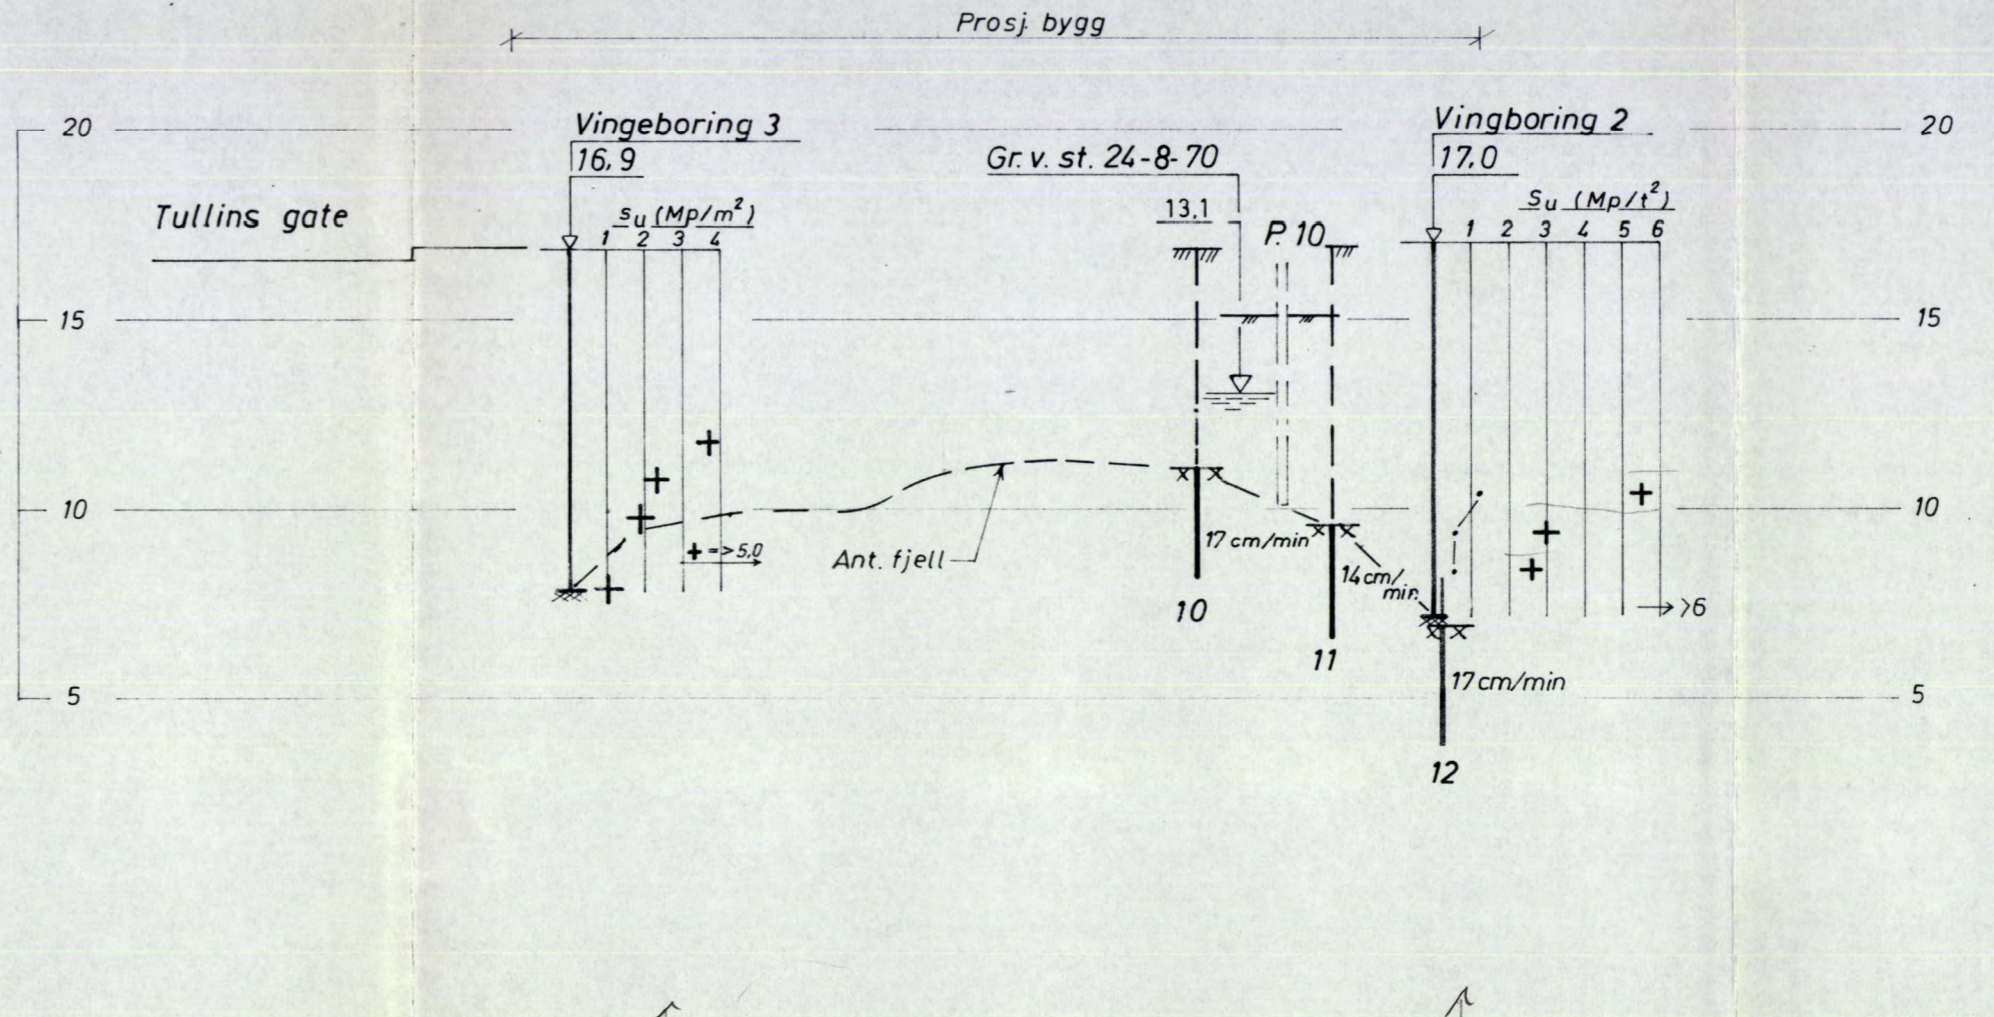 Prosj. bygg
20
Vingeboring 3
Vingboring 2
20
16,9
Gr. v. st. 24-8-70
17.0
Tullins gate
su (Mp/m²)
13,1
P. 10
su (Mp/t²)
1 2 3 4
1 2 3 4 5 6
15
15
10
10
=>5,0
Ant. fjell
17 cm/min
14 cm/
min.
>6
10
11
5
17 cm/min
5
12